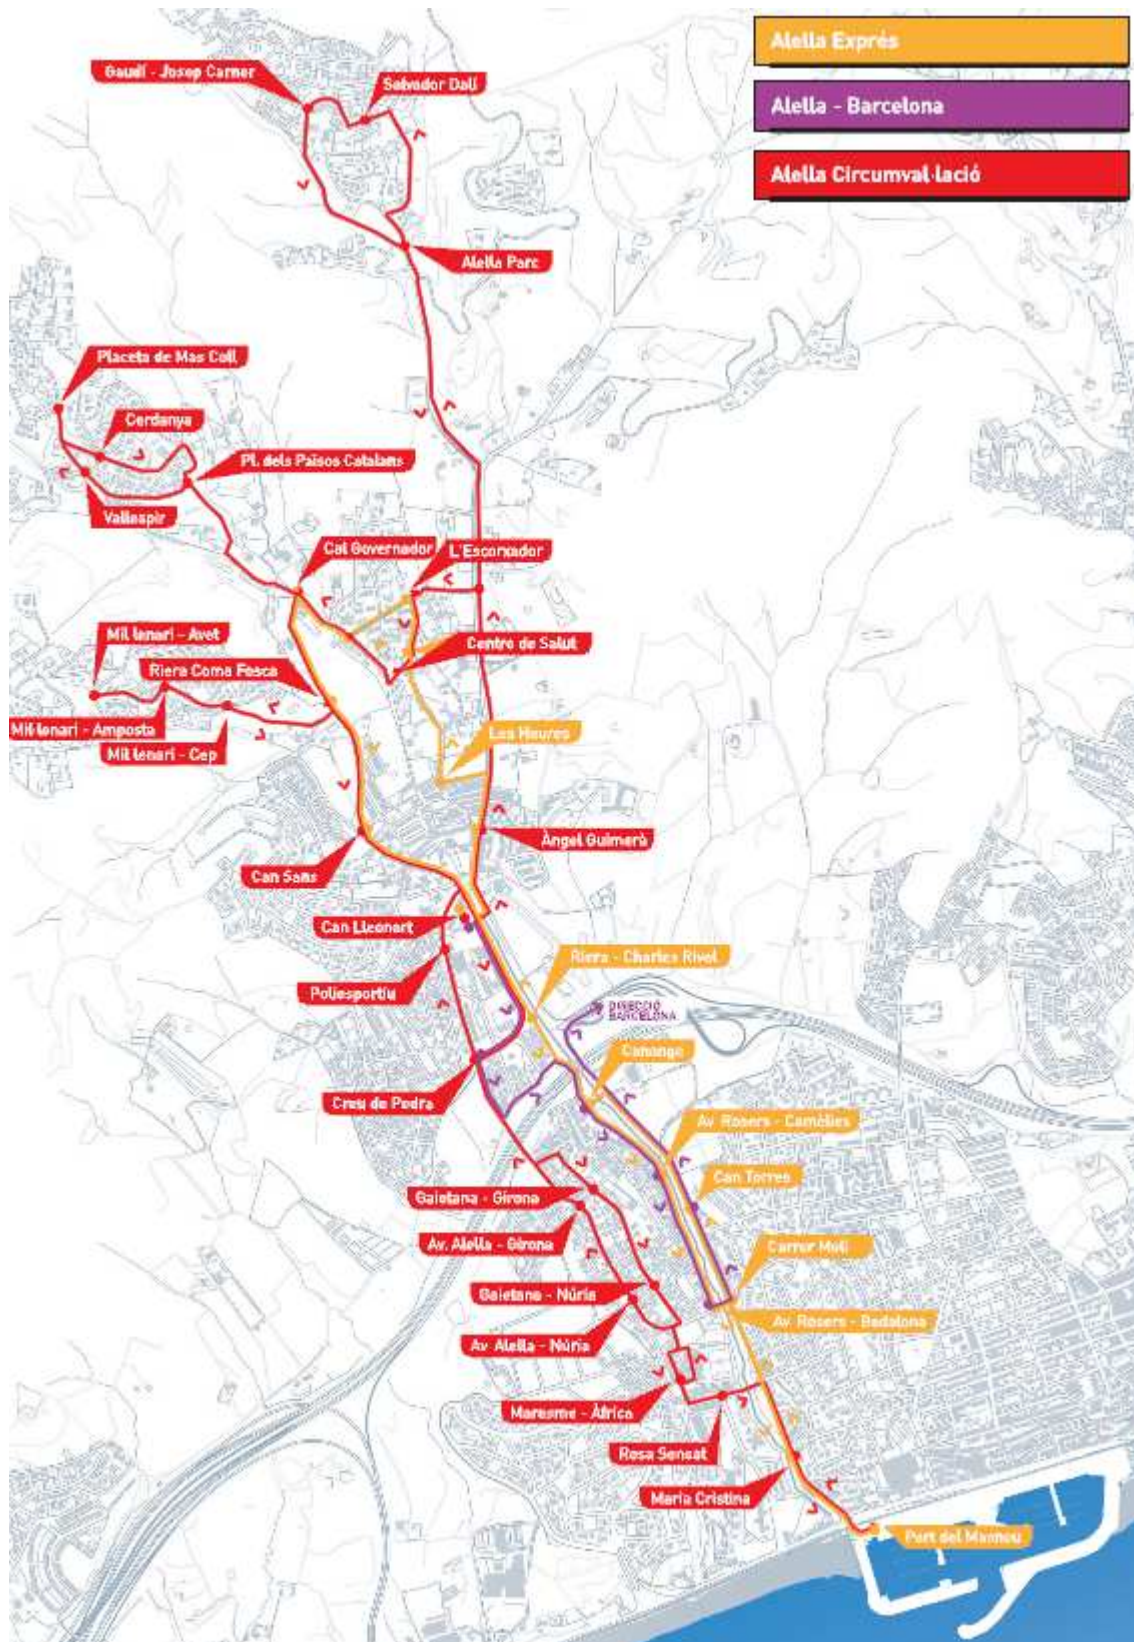 Alella Exprés
Alella - Barcelona
Alella Circumval·lació
Gaudí - Josep Carner
Salvador Dalí
Alella Parc
Placeta de Mas Coll
Cerdanya
Pl. dels Països Catalans
Vallespir
Cal Governador
L'Escorxador
Mil·lenari - Avet
Centre de Salut
Riera Coma Fosca
Mil·lenari - Amposta
Mil·lenari - Cep
Les Heures
Àngel Guimerà
Can Sans
Can Lleonart
Riera - Charles Rivel
Poliesportiu
DIRECCIÓ
BARCELONA
Creu de Pedra
Av. Rosers - Camèlies
Can Torres
Gaietana - Girona
Av. Alella - Girona
Carrer Molí
Gaietana - Núria
Av. Rosers - Badalona
Av. Alella - Núria
Maresme - Àfrica
Rosa Sensat
Maria Cristina
Port del Masnou